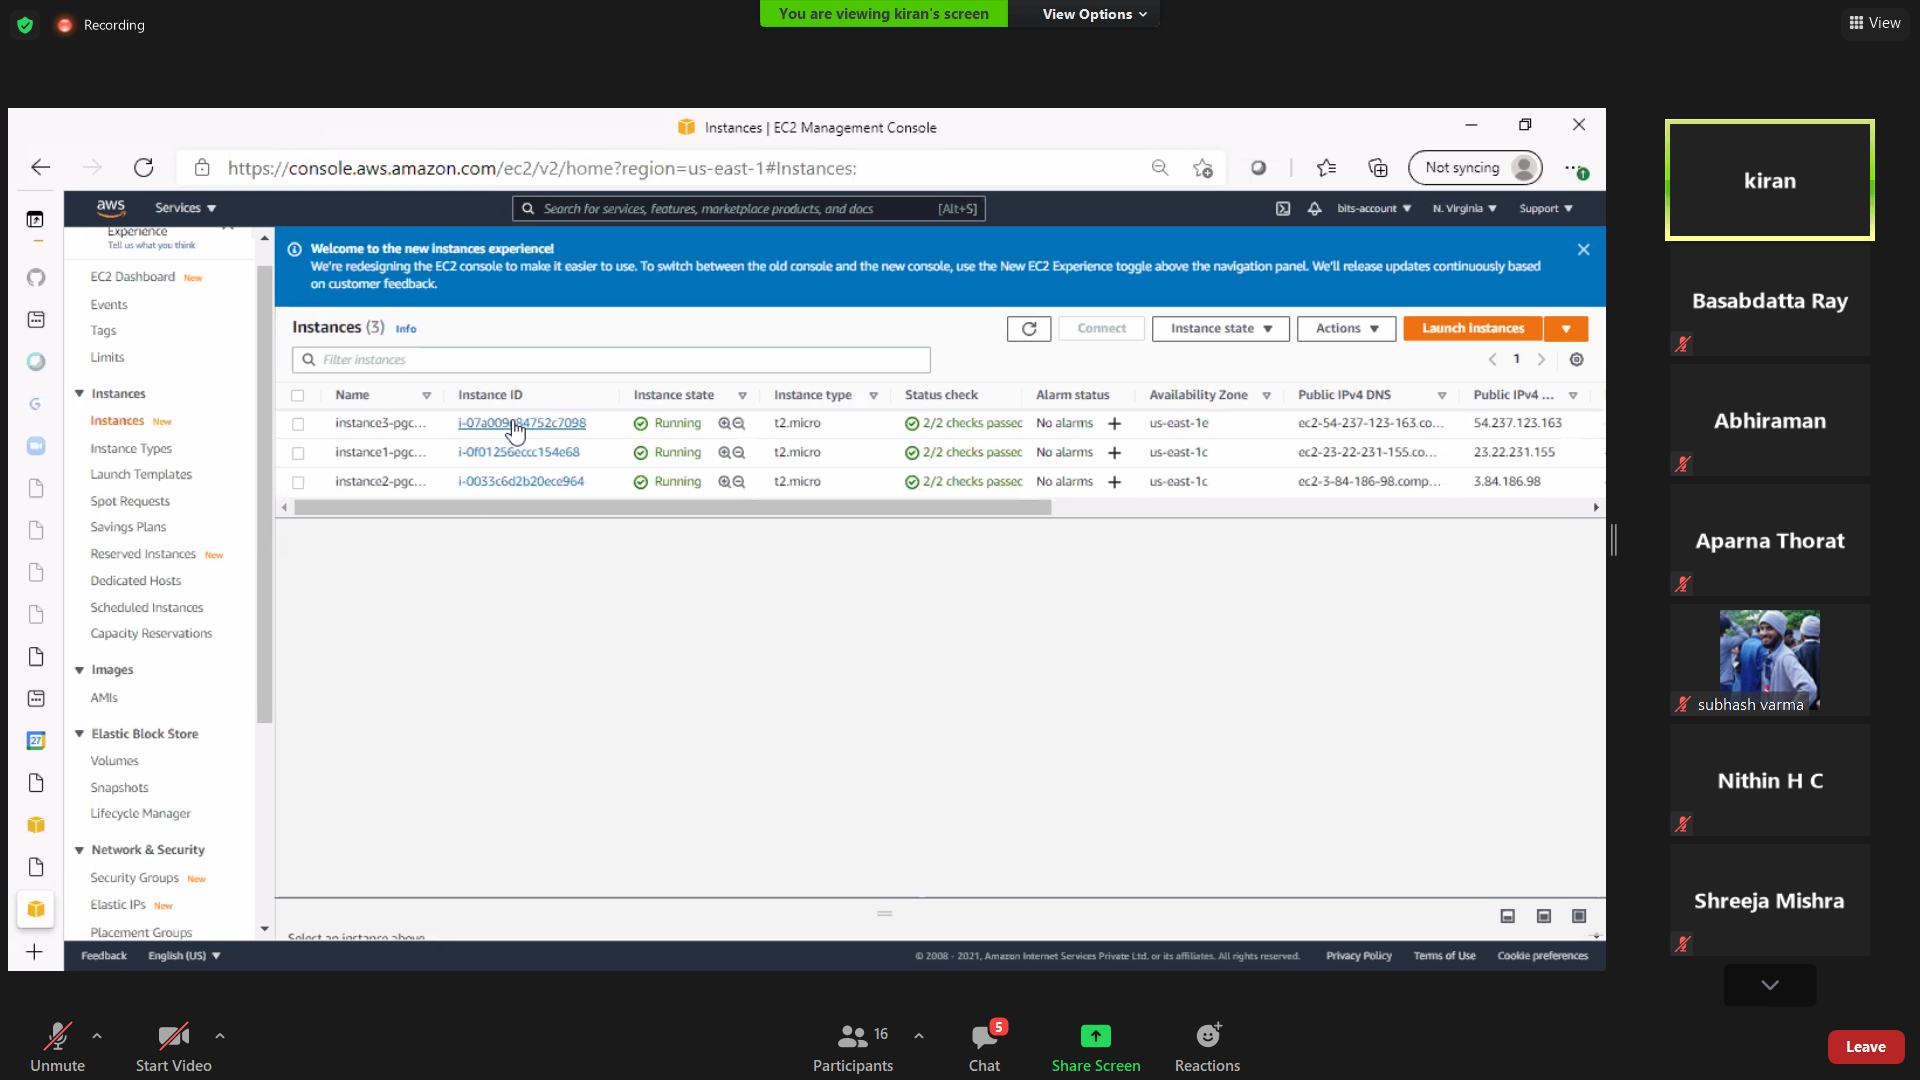 Recording
You are viewing kiran's screen
View Options
View
Instances | EC2 Management Console
https://console.aws.amazon.com/ec2/v2/home?region=us-east-1#Instances:
Not syncing
aws
Services
Search for services, features, marketplace products, and docs
[Alt+S]
bits-account
N. Virginia
Support
Experience
Tell us what you think
EC2 Dashboard New
Events
Tags
Limits
Instances
Instances New
Instance Types
Launch Templates
Spot Requests
Savings Plans
Reserved Instances New
Dedicated Hosts
Scheduled Instances
Capacity Reservations
Images
AMIs
Elastic Block Store
Volumes
Snapshots
Lifecycle Manager
Network & Security
Security Groups New
Elastic IPs New
Placement Groups
Welcome to the new instances experience!
We're redesigning the EC2 console to make it easier to use. To switch between the old console and the new console, use the New EC2 Experience toggle above the navigation panel. We'll release updates continuously based
on customer feedback.
Instances (3) Info
Connect
Instance state
Actions
Launch instances
Filter instances
1
Name Instance ID Instance state Instance type Status check Alarm status Availability Zone Public IPv4 DNS Public IPv4 ...
instance3-pgc... Running t2.micro 2/2 checks passec No alarms us-east-1e ec2-54-237-123-163.co... 54.237.123.163
instance1-pgc... i-0f01256eccc154e68 Running t2.micro 2/2 checks passec No alarms us-east-1c ec2-23-22-231-155.co... 23.22.231.155
instance2-pgc... i-0033c6d2b20ece964 Running t2.micro 2/2 checks passec No alarms us-east-1c ec2-3-84-186-98.comp... 3.84.186.98
Select an instance above
Feedback
English (US)
© 2008 - 2021, Amazon Internet Services Private Ltd. or its affiliates. All rights reserved.
Privacy Policy
Terms of Use
Cookie preferences
27
kiran
Basabdatta Ray
Abhiraman
Aparna Thorat
subhash varma
Nithin H C
Shreeja Mishra
Unmute
Start Video
16
Participants
5
Chat
Share Screen
Reactions
Leave